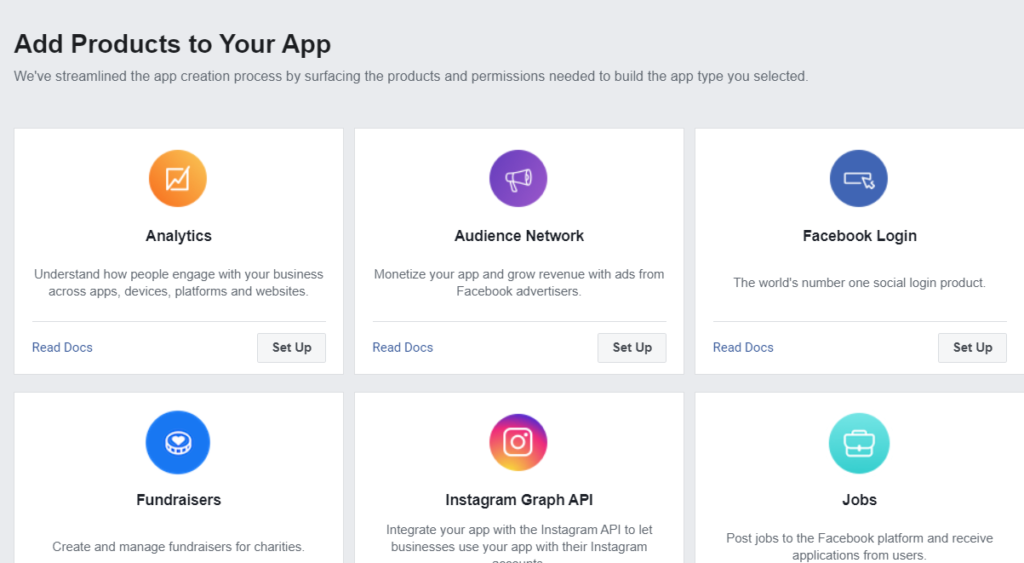 Add Products to Your App
We've streamlined the app creation process by surfacing the products and permissions needed to build the app type you selected.
Analytics
Understand how people engage with your business
across apps, devices, platforms and websites.
Read Docs
Set Up
Audience Network
Monetize your app and grow revenue with ads from
Facebook advertisers.
Read Docs
Set Up
Facebook Login
The world's number one social login product.
Read Docs
Set Up
Fundraisers
Create and manage fundraisers for charities.
Instagram Graph API
Integrate your app with the Instagram API to let
businesses use your app with their Instagram
accounts.
Jobs
Post jobs to the Facebook platform and receive
applications from users.